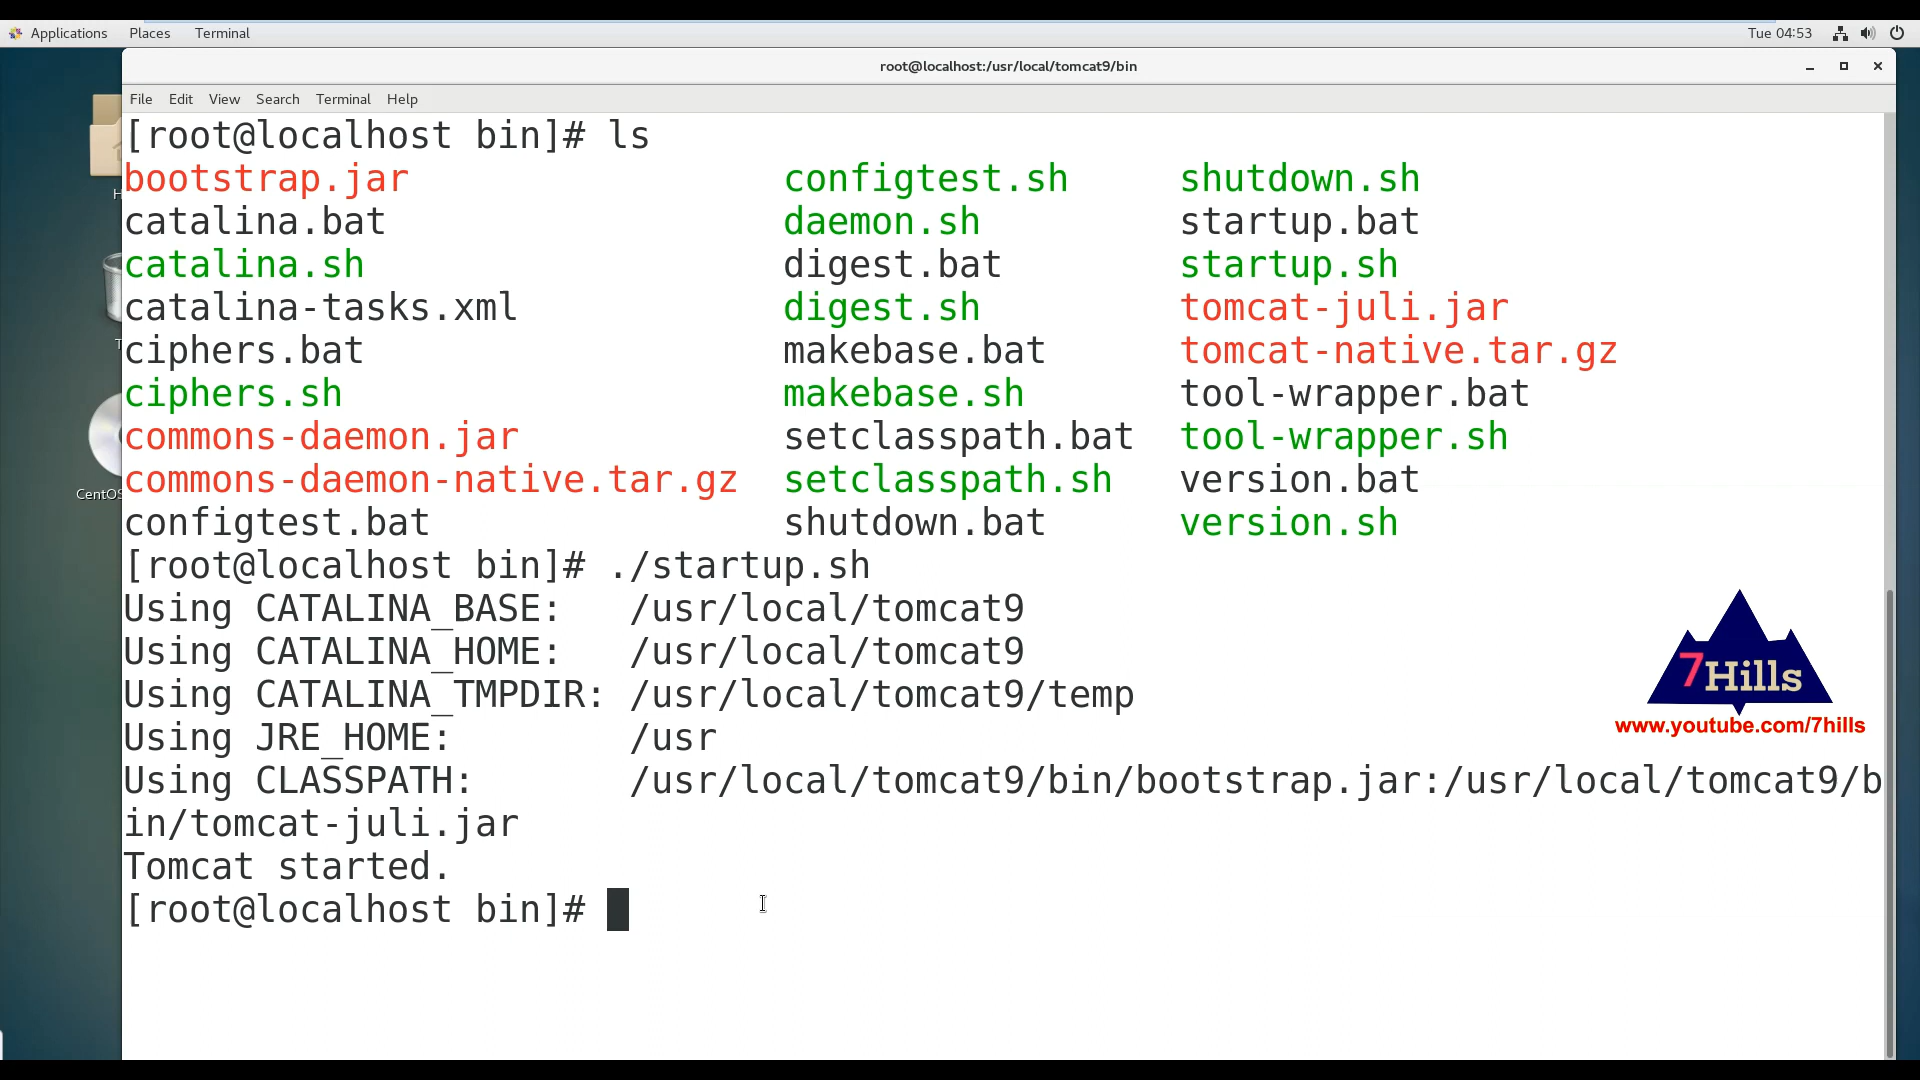 Applications Places Terminal Tue 04:53
root@localhost:/usr/local/tomcat9/bin
File Edit View Search Terminal Help
[root@localhost bin]# ls
bootstrap.jar configtest.sh shutdown.sh
catalina.bat daemon.sh startup.bat
catalina.sh digest.bat startup.sh
catalina-tasks.xml digest.sh tomcat-juli.jar
ciphers.bat makebase.bat tomcat-native.tar.gz
ciphers.sh makebase.sh tool-wrapper.bat
commons-daemon.jar setclasspath.bat tool-wrapper.sh
commons-daemon-native.tar.gz setclasspath.sh version.bat
configtest.bat shutdown.bat version.sh
[root@localhost bin]# ./startup.sh
Using CATALINA_BASE: /usr/local/tomcat9
Using CATALINA_HOME: /usr/local/tomcat9
Using CATALINA_TMPDIR: /usr/local/tomcat9/temp
Using JRE_HOME: /usr
Using CLASSPATH: /usr/local/tomcat9/bin/bootstrap.jar:/usr/local/tomcat9/b
in/tomcat-juli.jar
Tomcat started.
[root@localhost bin]#
H
T
CentOS
7Hills
www.youtube.com/7hills